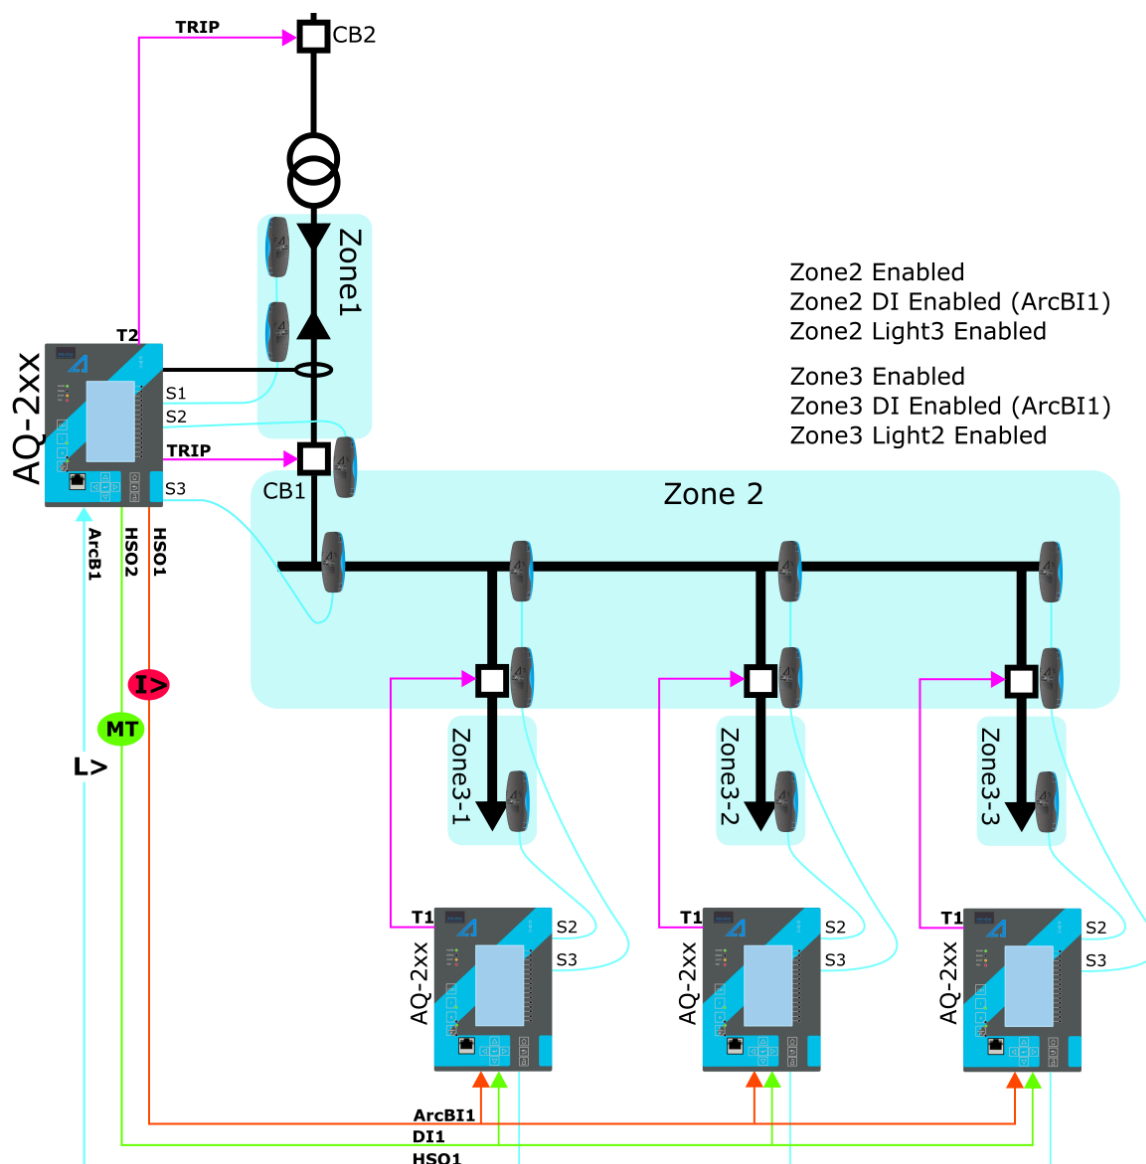 TRIP
CB2
Zone1
Zone2 Enabled
Zone2 DI Enabled (ArcBI1)
Zone2 Light3 Enabled
Zone3 Enabled
Zone3 DI Enabled (ArcBI1)
Zone3 Light2 Enabled
T2
AQ-2xx
S1
S2
TRIP
S3
CB1
Zone 2
ArcB1
HSO2
HSO1
I>
MT
L>
Zone3-1
Zone3-2
Zone3-3
T1
S2
S3
AQ-2xx
T1
S2
S3
AQ-2xx
T1
S2
S3
AQ-2xx
ArcBI1
DI1
HSO1